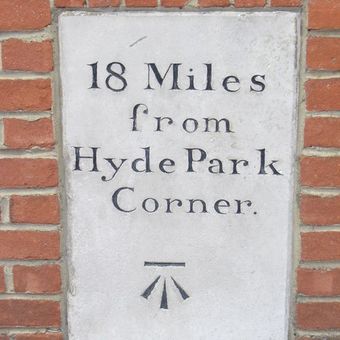 18 Miles
from
Hyde Park
Corner.